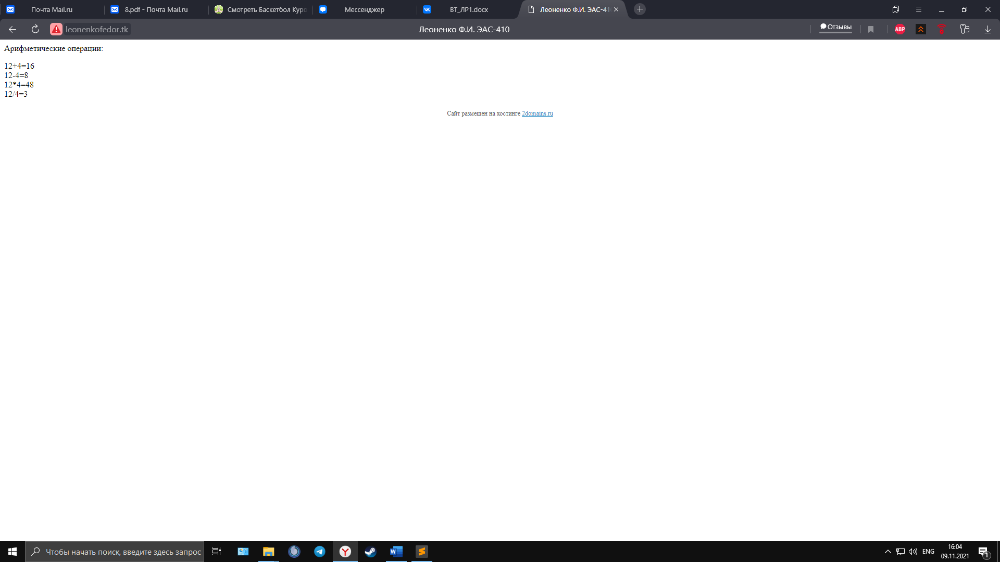 Почта Mail.ru
8.pdf - Почта Mail.ru
Смотреть Баскетбол Куро
Мессенджер
ВТ_ЛР1.docx
Леоненко Ф.И. ЭАС-41
leonenkofedor.tk
Леоненко Ф.И. ЭАС-410
Отзывы
ABP
Арифметические операции:
12+4=16
12-4=8
12*4=48
12/4=3
Сайт размещен на хостинге 2domains.ru
Чтобы начать поиск, введите здесь запрос
ENG
16:04
09.11.2021
1